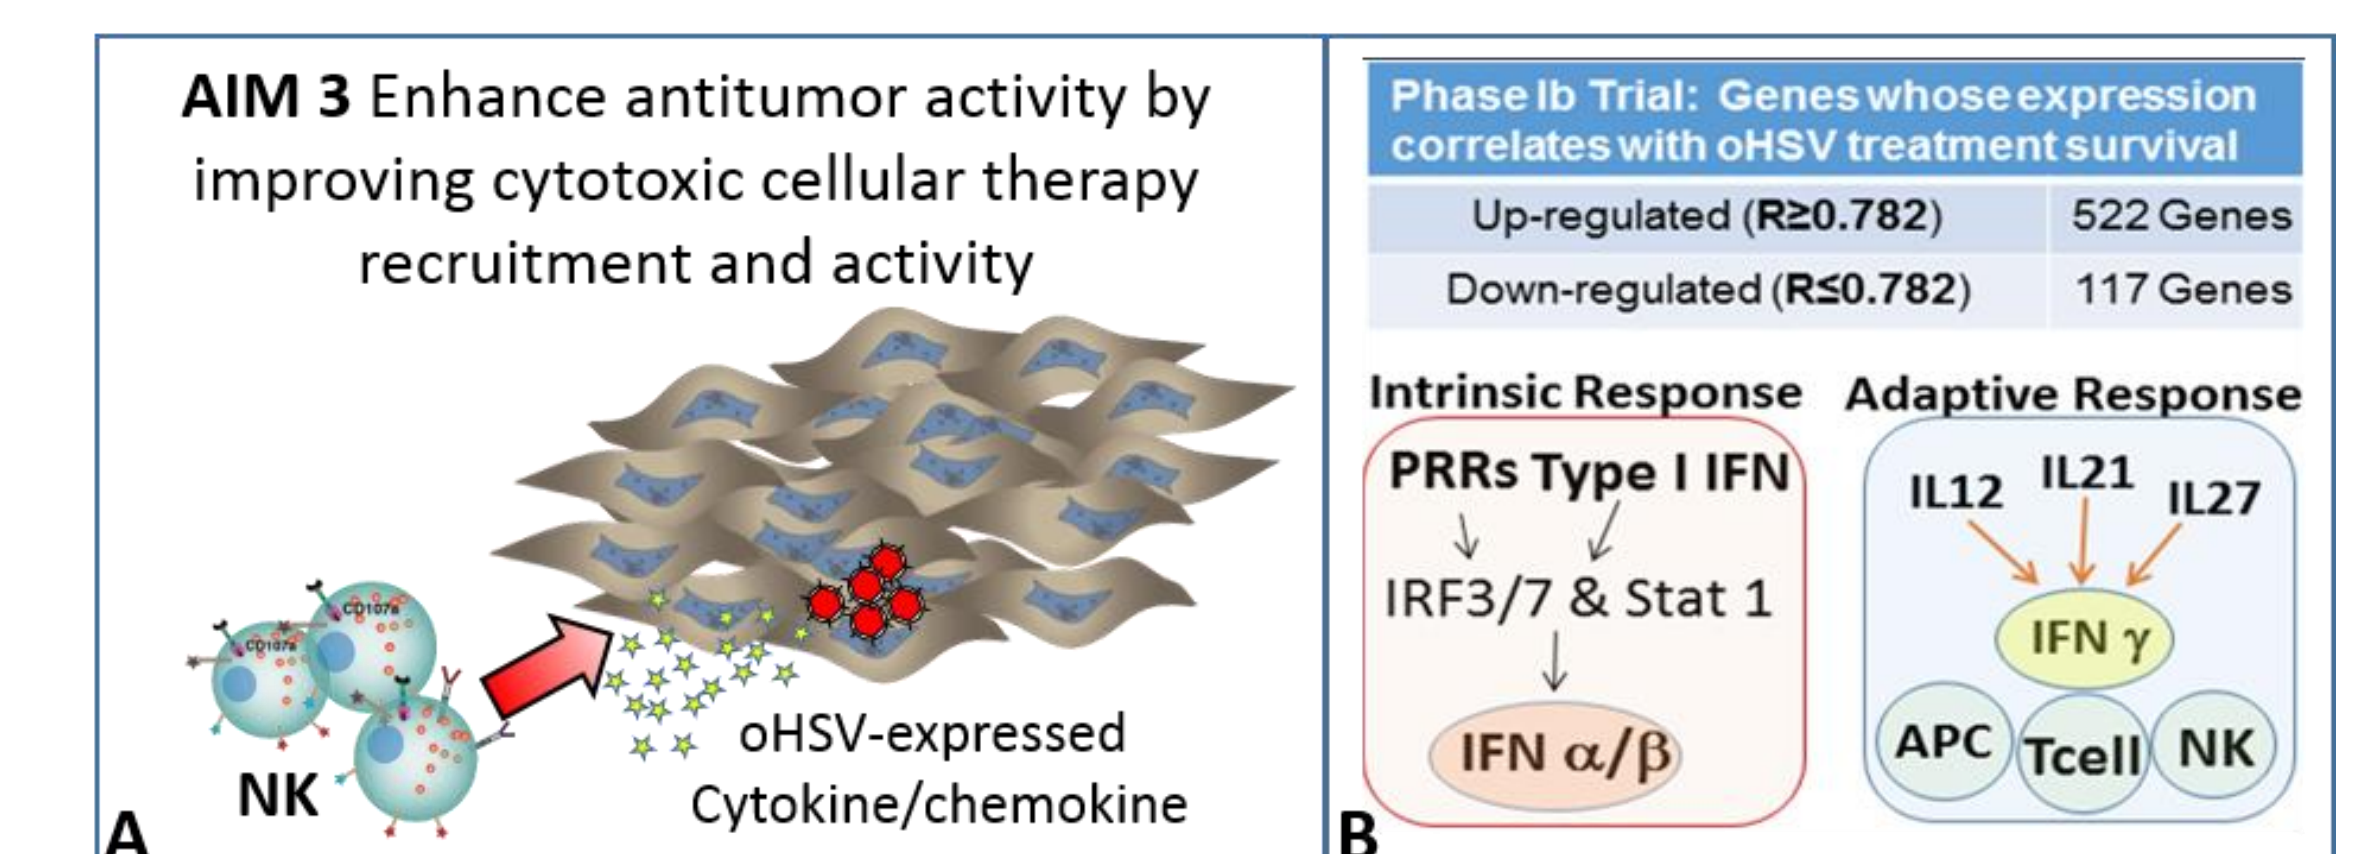 AIM 3 Enhance antitumor activity by
improving cytotoxic cellular therapy
recruitment and activity
CD107a
CD107a
NK
oHSV-expressed
Cytokine/chemokine
A
Phase Ib Trial: Genes whose expression
correlates with oHSV treatment survival
Up-regulated (R≥0.782) 522 Genes
Down-regulated (R≤0.782) 117 Genes
Intrinsic Response
PRRs Type I IFN
IRF3/7 & Stat 1
IFN α/β
Adaptive Response
IL12 IL21 IL27
IFN γ
APC Tcell NK
B